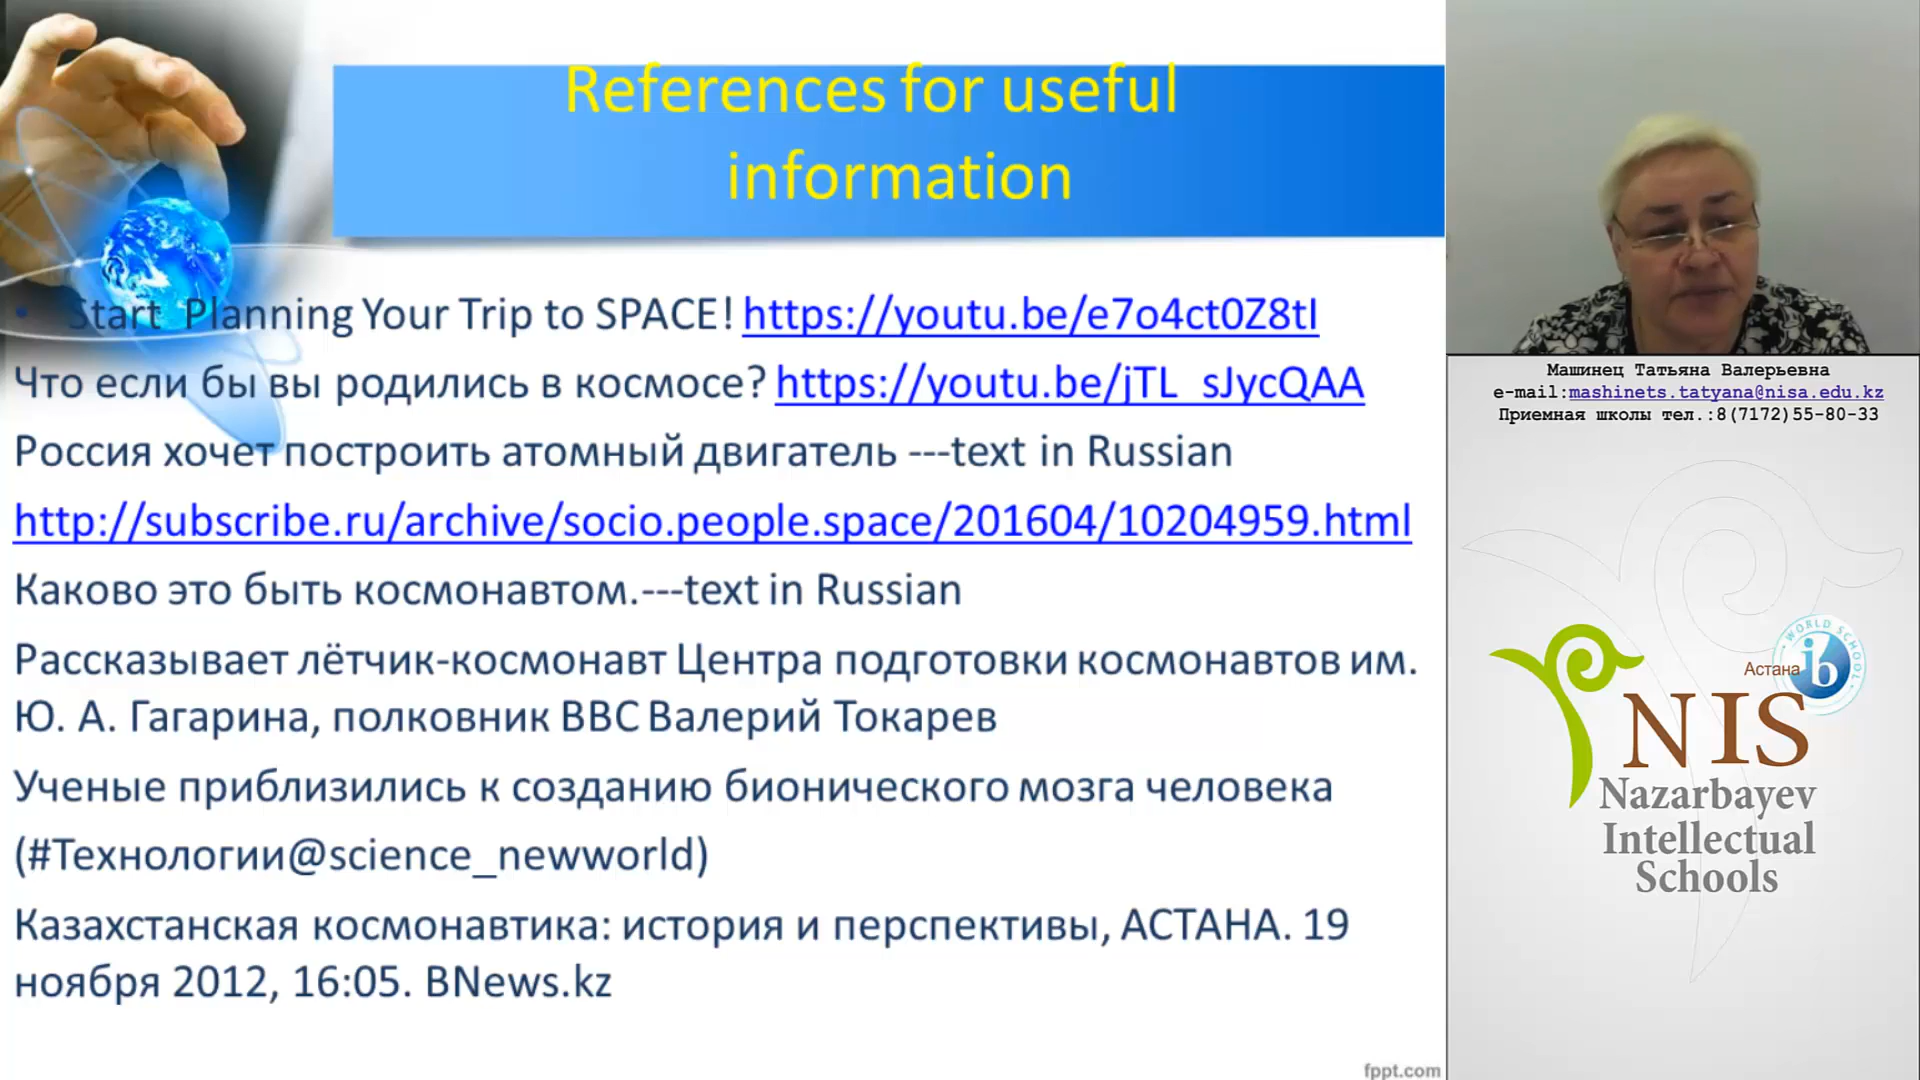 References for useful
information
• Start Planning Your Trip to SPACE! https://youtu.be/e7o4ct0Z8tI
Что если бы вы родились в космосе? https://youtu.be/jTL_sJycQAA
Россия хочет построить атомный двигатель ---text in Russian
http://subscribe.ru/archive/socio.people.space/201604/10204959.html
Каково это быть космонавтом.---text in Russian
Рассказывает лётчик-космонавт Центра подготовки космонавтов им.
Ю. А. Гагарина, полковник ВВС Валерий Токарев
Ученые приблизились к созданию бионического мозга человека
(#Технологии@science_newworld)
Казахстанская космонавтика: история и перспективы, АСТАНА. 19
ноября 2012, 16:05. BNews.kz
fppt.com
Машинец Татьяна Валерьевна
e-mail:mashinets.tatyana@nisa.edu.kz
Приемная школы тел.:8(7172)55-80-33
WORLD SCHOOL
ib
Астана
NIS
Nazarbayev
Intellectual
Schools